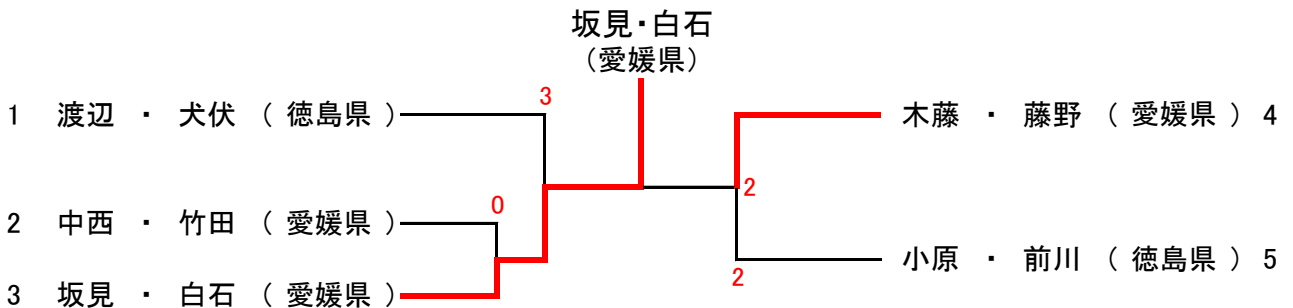 坂見・白石
（愛媛県）
3
1 渡辺 ・ 犬伏 （ 徳島県 ）
木藤 ・ 藤野 （ 愛媛県 ） 4
2
0
2 中西 ・ 竹田 （ 愛媛県 ）
小原 ・ 前川 （ 徳島県 ） 5
2
3 坂見 ・ 白石 （ 愛媛県 ）